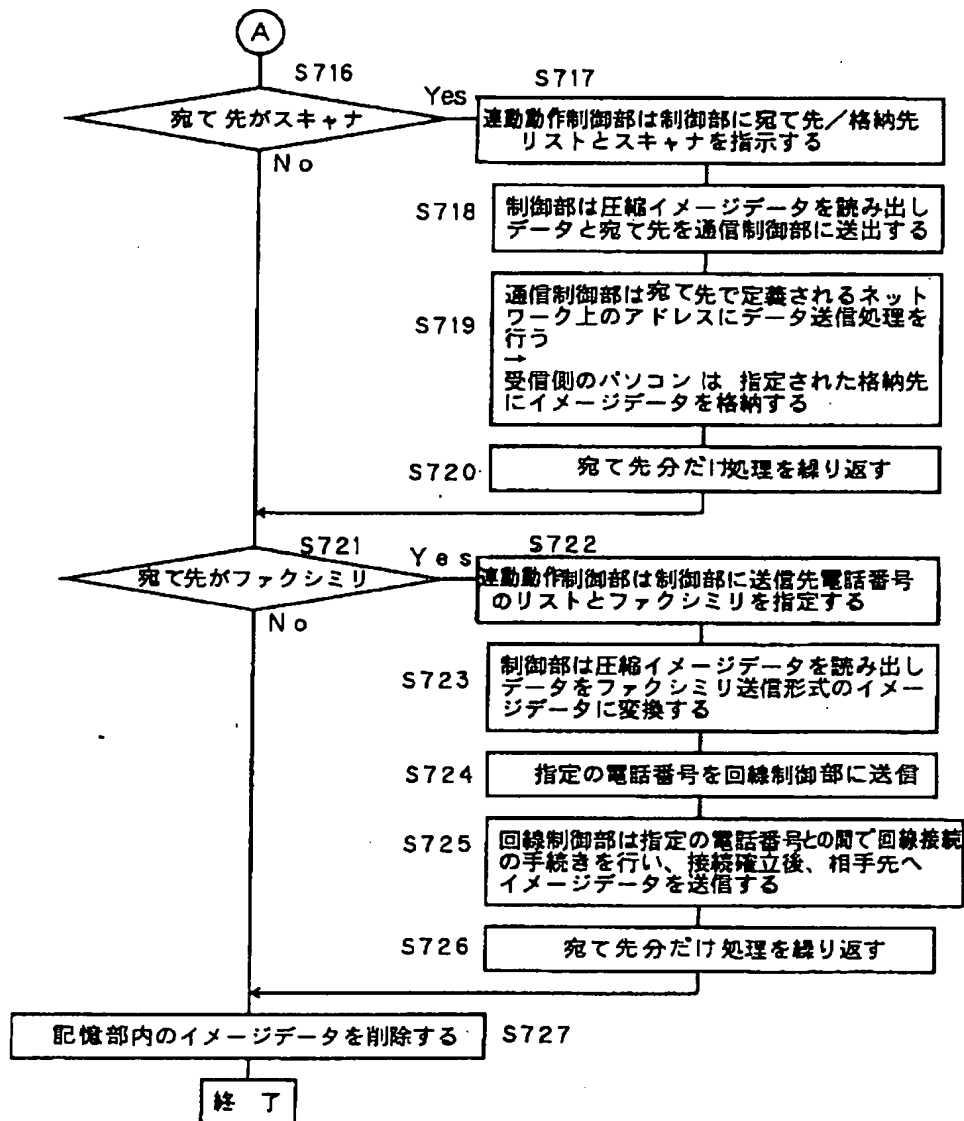 A
S716
宛て先がスキャナ
Yes
No
S717
連動動作制御部は制御部に宛て先／格納先
リストとスキャナを指示する
S718
制御部は圧縮イメージデータを読み出し
データと宛て先を通信制御部に送出する
S719
通信制御部は宛て先で定義されるネット
ワーク上のアドレスにデータ送信処理を
行う
→
受信側のパソコンは 指定された格納先
にイメージデータを格納する
S720
宛て先分だけ処理を繰り返す
S721
宛て先がファクシミリ
Yes
No
S722
連動動作制御部は制御部に送信先電話番号
のリストとファクシミリを指定する
S723
制御部は圧縮イメージデータを読み出し
データをファクシミリ送信形式のイメー
ジデータに変換する
S724
指定の電話番号を回線制御部に送信
S725
回線制御部は指定の電話番号との間で回線接続
の手続きを行い、接続確立後、相手先へ
イメージデータを送信する
S726
宛て先分だけ処理を繰り返す
記憶部内のイメージデータを削除する
S727
終 了